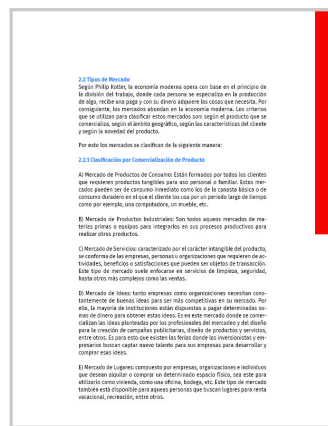 2.2 Tipos de Mercado
Según Philip Kotler, la economía moderna opera con base en el principio de
la división del trabajo, donde cada persona se especializa en la producción
de algo, recibe una paga y con su dinero adquiere las cosas que necesita. Por
consiguiente, los mercados abundan en la economía moderna. Los criterios
que se utilizan para clasificar estos mercados son: según el producto que se
comercializa, según el ámbito geográfico, según las características del cliente
y según la novedad del producto.
Por esto los mercados se clasifican de la siguiente manera:
2.2.1 Clasificación por Comercialización de Producto
A) Mercado de Productos de Consumo: Están formados por todos los clientes
que requieren productos tangibles para uso personal o familiar. Estos mer-
cados pueden ser de consumo inmediato como los de la canasta básica o de
consumo duradero en el que el cliente los usa por un periodo largo de tiempo
como por ejemplo, una computadora, un mueble, etc.
B) Mercado de Productos Industriales: Son todos aqueos mercados de ma-
terias primas o equipos para integrarlos en sus procesos productivos para
realizar otros productos.
C) Mercado de Servicios: caracterizado por el carácter intangible del producto,
se conforma de las empresas, personas u organizaciones que requieren de ac-
tividades, beneficios o satisfacciones que pueden ser objetos de transacción.
Este tipo de mercado suele enfocarse en servicios de limpieza, seguridad,
hasta otros más complejos como las ventas.
D) Mercado de Ideas: tanto empresas como organizaciones necesitan cons-
tantemente de buenas ideas para ser más competitivas en su mercado. Por
ello, la mayoría de instituciones están dispuestas a pagar determinadas su-
mas de dinero para obtener estas ideas. Es en este mercado donde se comer-
cializan las ideas planteadas por los profesionales del mercadeo y del diseño
para la creación de campañas publicitarias, diseño de productos y servicios,
entre otros. Es para esto que existen las ferias donde los inversionistas y em-
presarios buscan captar nuevo talento para sus empresas para desarrollar y
comprar esas ideas.
E) Mercado de Lugares: compuesto por empresas, organizaciones e individuos
que desean alquilar o comprar un determinado espacio físico, sea este para
utilizarlo como vivienda, como una oficina, bodega, etc. Este tipo de mercado
también está disponible para aqueas personas que buscan lugares para renta
vacacional, recreación, entre otros.